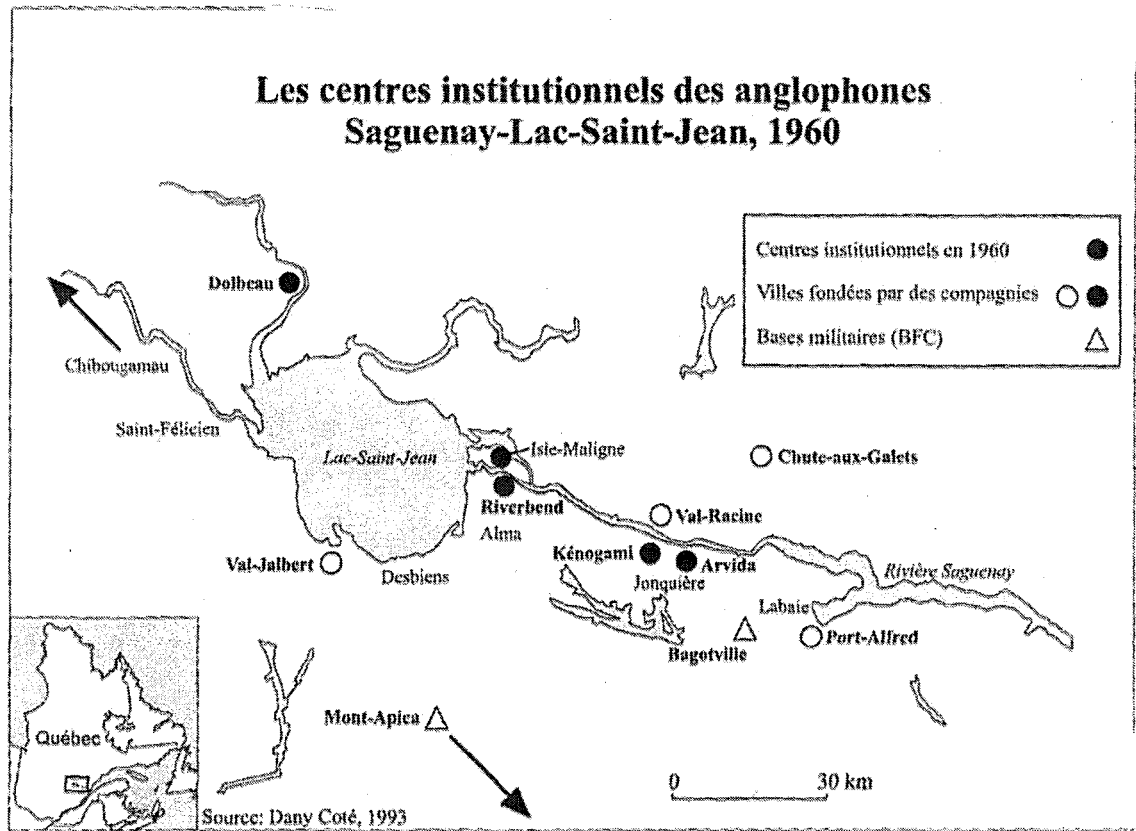 Les centres institutionnels des anglophones
Saguenay-Lac-Saint-Jean, 1960
Centres institutionnels en 1960
Villes fondées par des compagnies
Bases militaires (BFC)
Dolbeau
Chibougamau
Saint-Félicien
Lac-Saint-Jean
Isle-Maligne
Chute-aux-Galets
Riverbend
Alma
Val-Racine
Val-Jalbert
Desbiens
Kénogami
Arvida
Jonquière
Rivière Saguenay
Labaie
Port-Alfred
Bagotville
Mont-Apica
Québec
0 30 km
Source: Dany Coté, 1993